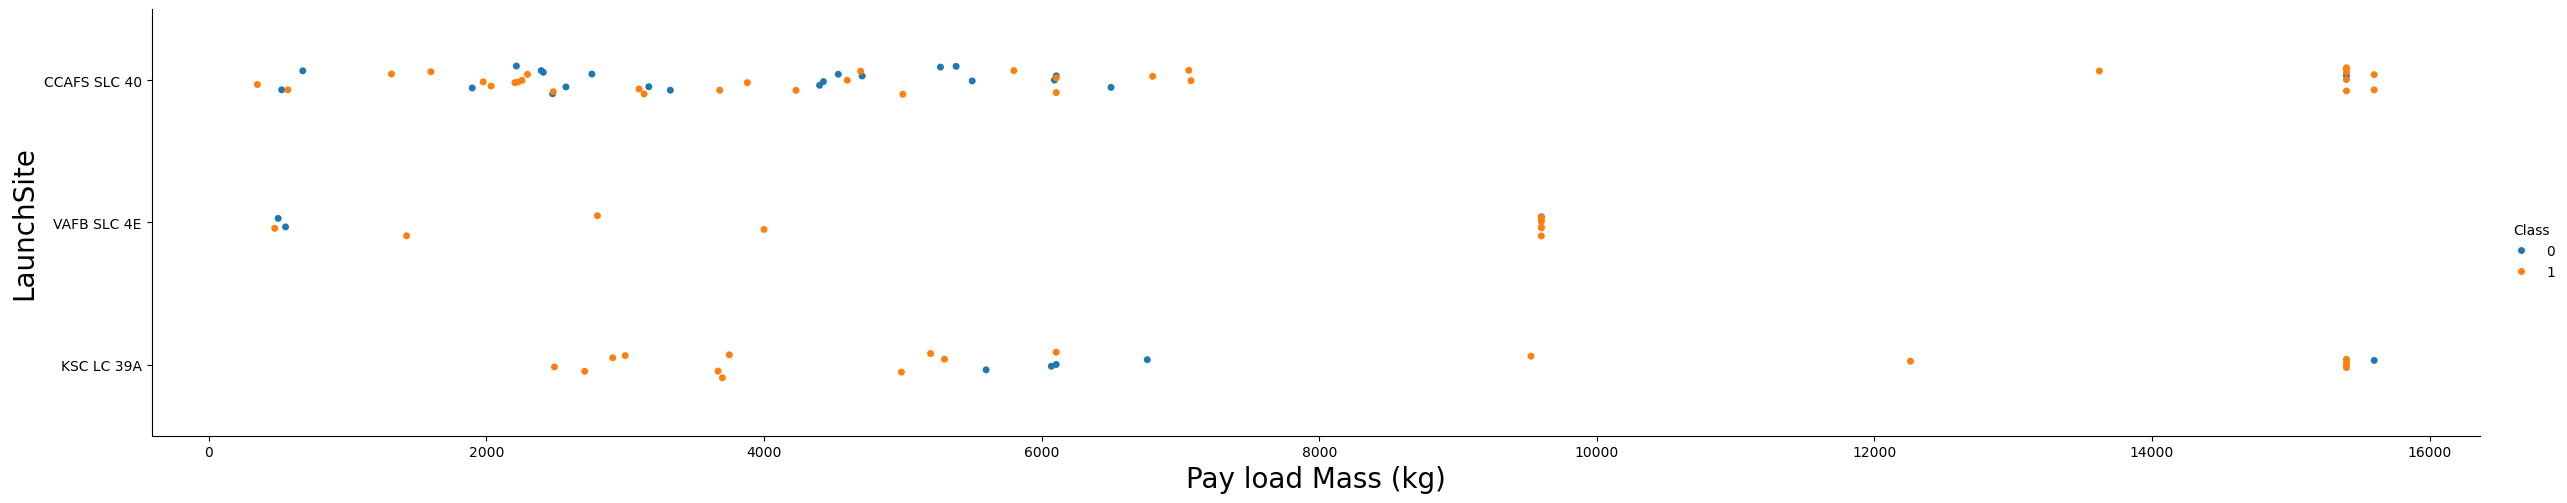 CCAFS SLC 40
VAFB SLC 4E
KSC LC 39A
LaunchSite
0 2000 4000 6000 8000 10000 12000 14000 16000
Pay load Mass (kg)
Class
0
1